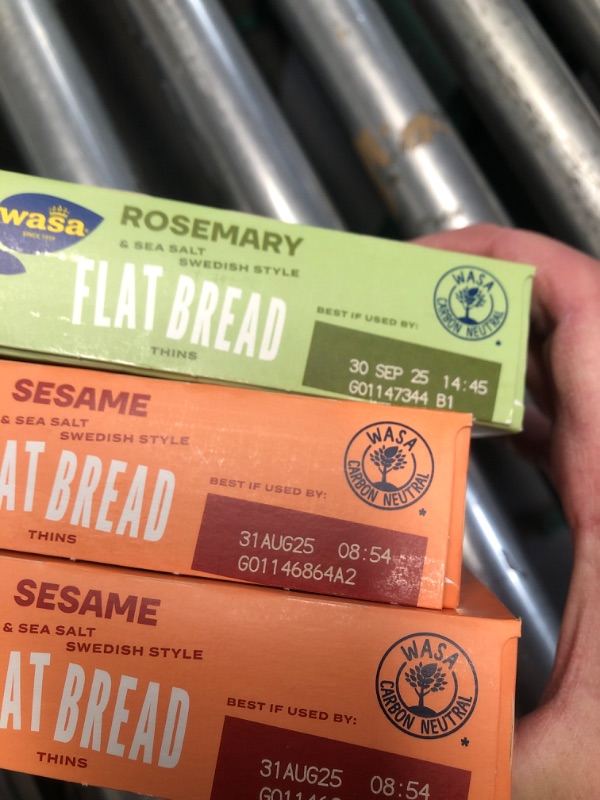 wasa
SINCE 1919
ROSEMARY
& SEA SALT
SWEDISH STYLE
FLAT BREAD
THINS
BEST IF USED BY:
30 SEP 25 14:45
G01147344 B1
WASA
CARBON NEUTRAL
*
SESAME
& SEA SALT
SWEDISH STYLE
AT BREAD
THINS
BEST IF USED BY:
31AUG25 08:54
G01146864A2
WASA
CARBON NEUTRAL
*
SESAME
& SEA SALT
SWEDISH STYLE
AT BREAD
THINS
BEST IF USED BY:
31AUG25 08:54
WASA
CARBON NEUTRAL
*